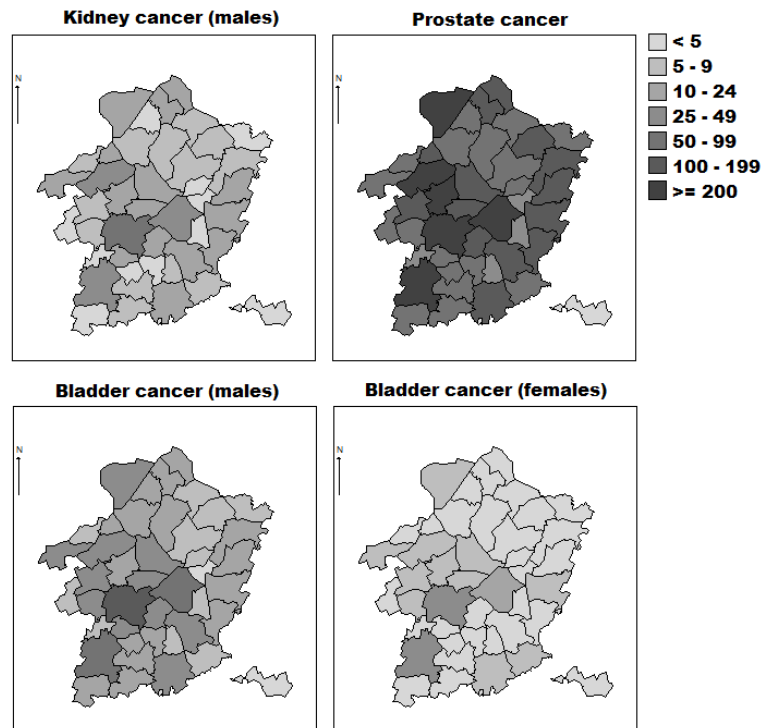 Kidney cancer (males)
Prostate cancer
N
N
< 5
5 - 9
10 - 24
25 - 49
50 - 99
100 - 199
>= 200
Bladder cancer (males)
Bladder cancer (females)
N
N